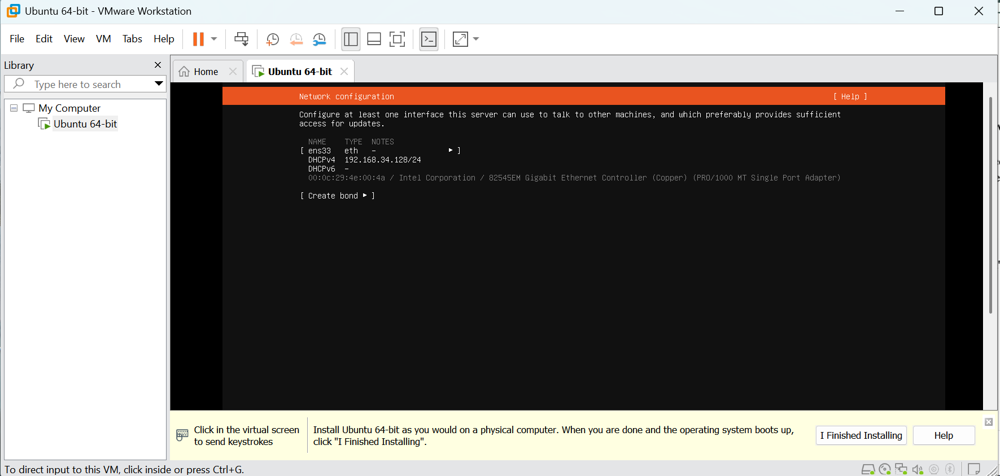 Ubuntu 64-bit - VMware Workstation
File Edit View VM Tabs Help
Library
Type here to search
My Computer
Ubuntu 64-bit
Home
Ubuntu 64-bit
Network configuration [ Help ]
Configure at least one interface this server can use to talk to other machines, and which preferably provides sufficient
access for updates.
NAME TYPE NOTES
[ ens33 eth - ▸ ]
DHCPv4 192.168.34.128/24
DHCPv6 -
00:0c:29:4e:00:4a / Intel Corporation / 82545EM Gigabit Ethernet Controller (Copper) (PRO/1000 MT Single Port Adapter)
[ Create bond ▸ ]
Click in the virtual screen
to send keystrokes
Install Ubuntu 64-bit as you would on a physical computer. When you are done and the operating system boots up,
click "I Finished Installing".
I Finished Installing
Help
To direct input to this VM, click inside or press Ctrl+G.